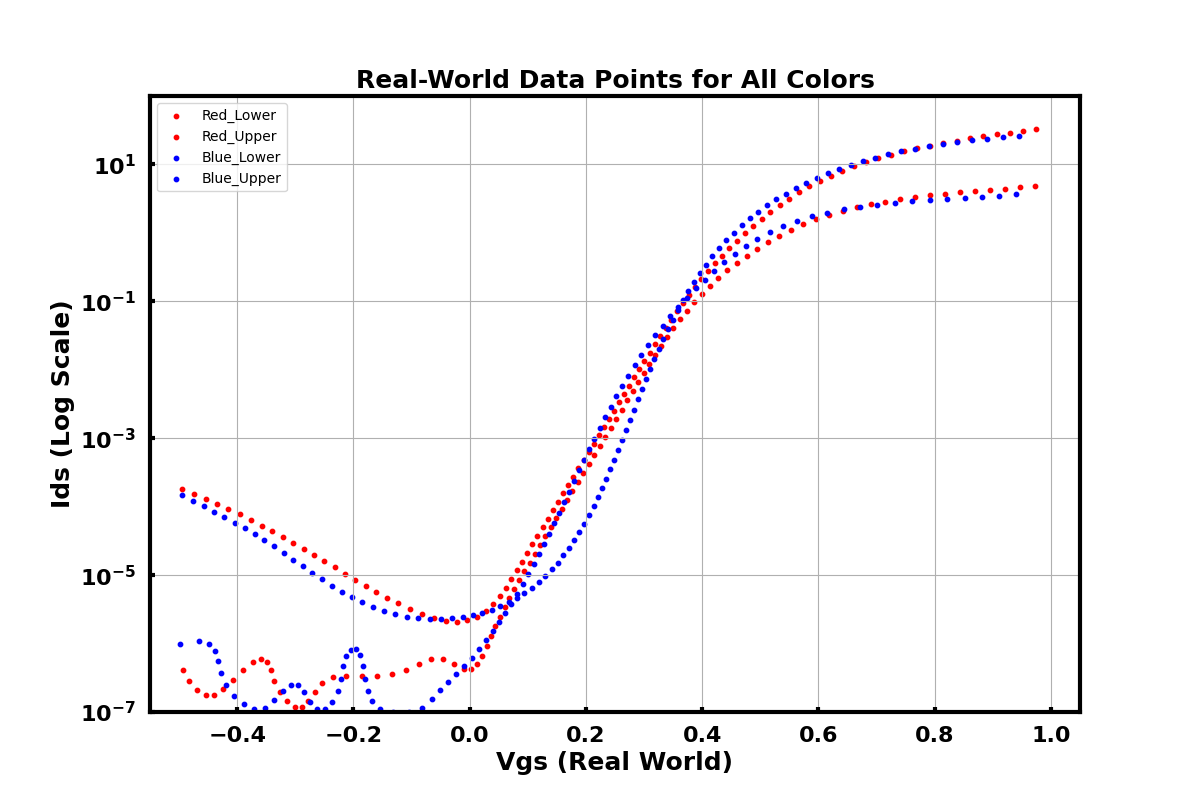 Real-World Data Points for All Colors
Red_Lower
Red_Upper
Blue_Lower
Blue_Upper
10¹
10⁻¹
10⁻³
10⁻⁵
10⁻⁷
Ids (Log Scale)
−0.4 −0.2 0.0 0.2 0.4 0.6 0.8 1.0
Vgs (Real World)